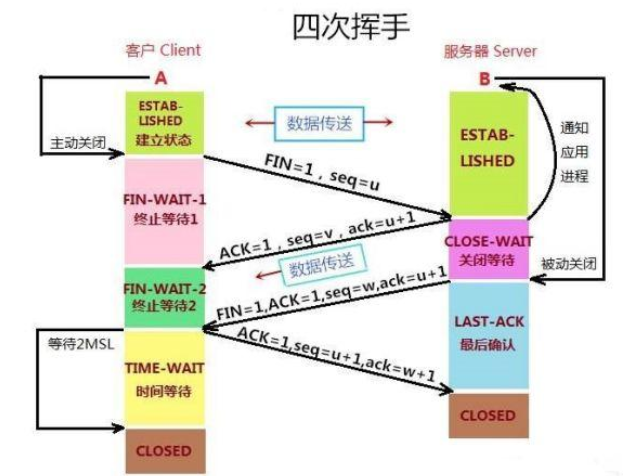 四次挥手
客户 Client
服务器 Server
A
B
ESTAB-
LISHED
建立状态
数据传送
ESTAB-
LISHED
通知
应用
进程
主动关闭
FIN=1，seq=u
FIN-WAIT-1
终止等待1
ACK=1，seq=v，ack=u+1
CLOSE-WAIT
关闭等待
数据传送
被动关闭
FIN-WAIT-2
终止等待2
FIN=1,ACK=1,seq=w,ack=u+1
LAST-ACK
最后确认
等待2MSL
ACK=1,seq=u+1,ack=w+1
TIME-WAIT
时间等待
CLOSED
CLOSED